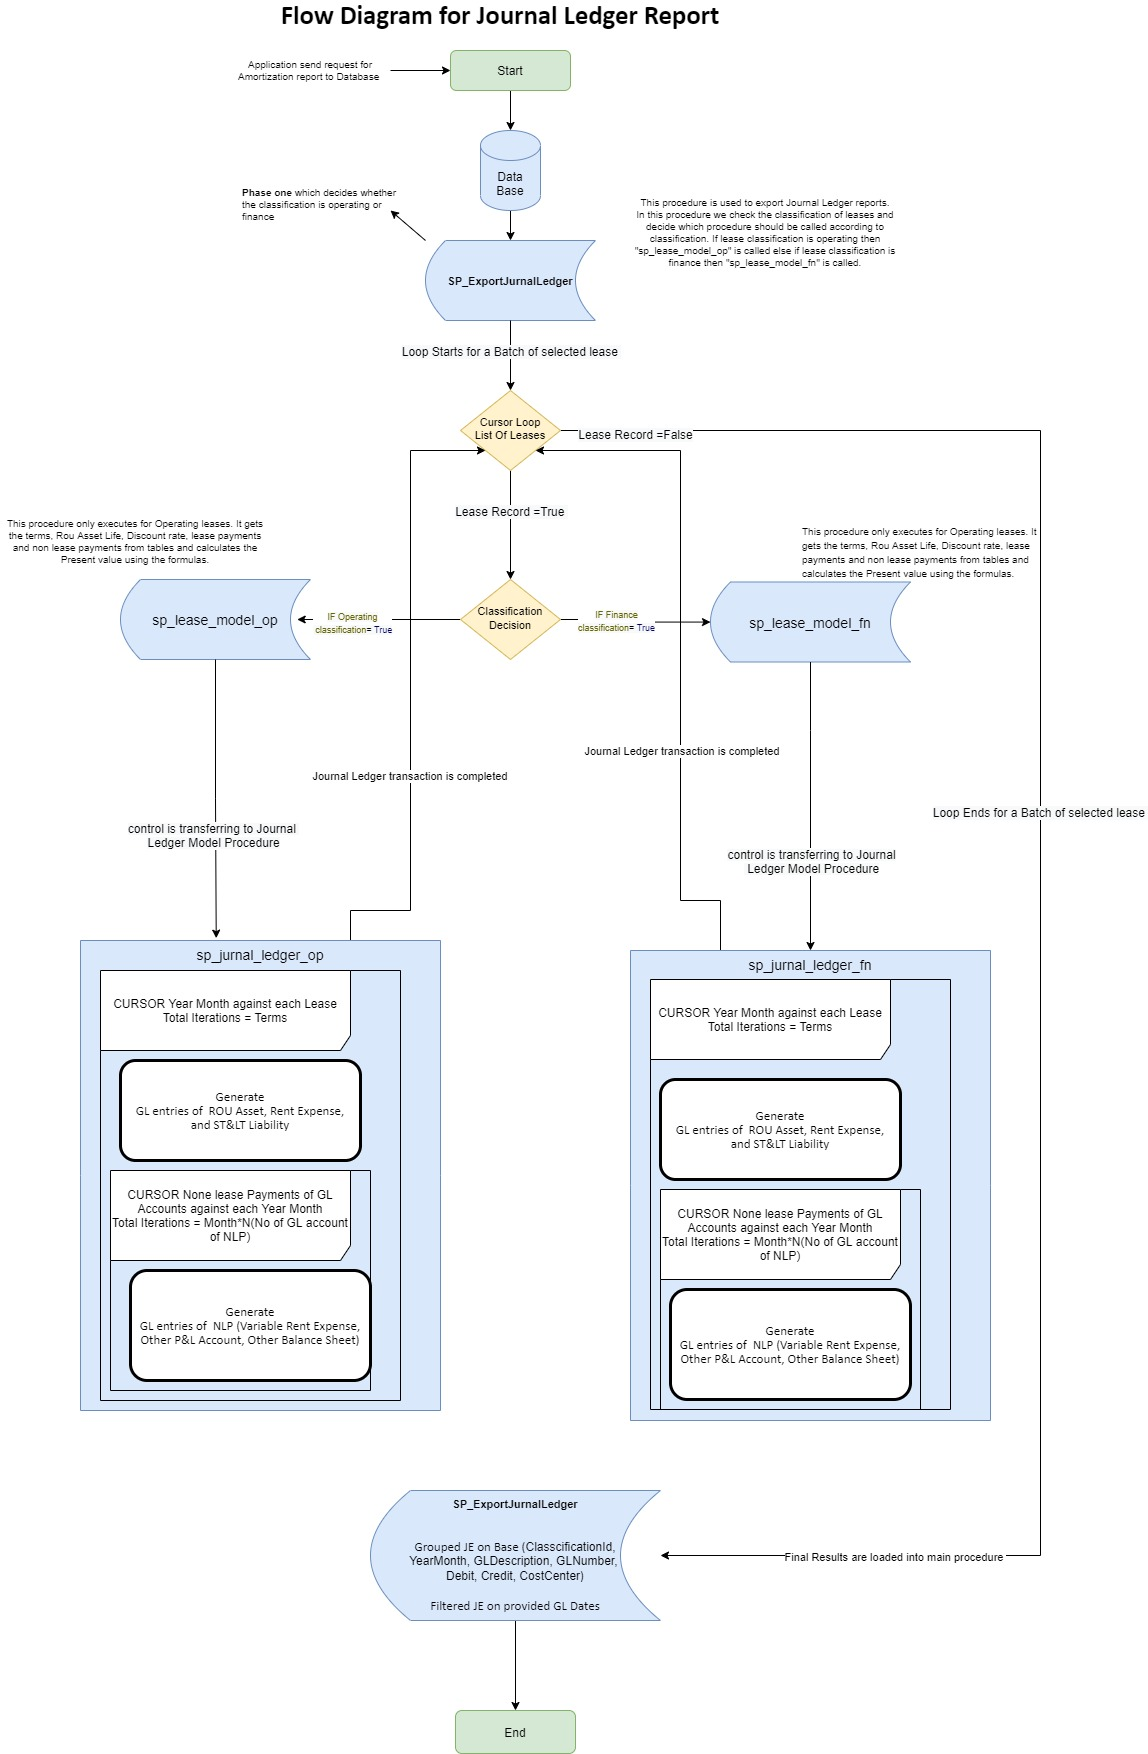 Flow Diagram for Journal Ledger Report
Application send request for
Amortization report to Database
Start
Data
Base
Phase one which decides whether
the classification is operating or
finance
This procedure is used to export Journal Ledger reports.
In this procedure we check the classification of leases and
decide which procedure should be called according to
classification. If lease classification is operating then
"sp_lease_model_op" is called else if lease classification is
finance then "sp_lease_model_fn" is called.
SP_ExportJurnalLedger
Loop Starts for a Batch of selected lease
Cursor Loop
List Of Leases
Lease Record =False
Lease Record =True
This procedure only executes for Operating leases. It gets
the terms, Rou Asset Life, Discount rate, lease payments
and non lease payments from tables and calculates the
Present value using the formulas.
This procedure only executes for Operating leases. It
gets the terms, Rou Asset Life, Discount rate, lease
payments and non lease payments from tables and
calculates the Present value using the formulas.
sp_lease_model_op
IF Operating
classification= True
Classification
Decision
IF Finance
classification= True
sp_lease_model_fn
Journal Ledger transaction is completed
Journal Ledger transaction is completed
Loop Ends for a Batch of selected lease
control is transferring to Journal
Ledger Model Procedure
control is transferring to Journal
Ledger Model Procedure
sp_jurnal_ledger_op
CURSOR Year Month against each Lease
Total Iterations = Terms
Generate
GL entries of  ROU Asset, Rent Expense,
and ST&LT Liability
CURSOR None lease Payments of GL
Accounts against each Year Month
Total Iterations = Month*N(No of GL account
of NLP)
Generate
GL entries of  NLP (Variable Rent Expense,
Other P&L Account, Other Balance Sheet)
sp_jurnal_ledger_fn
CURSOR Year Month against each Lease
Total Iterations = Terms
Generate
GL entries of  ROU Asset, Rent Expense,
and ST&LT Liability
CURSOR None lease Payments of GL
Accounts against each Year Month
Total Iterations = Month*N(No of GL account
of NLP)
Generate
GL entries of  NLP (Variable Rent Expense,
Other P&L Account, Other Balance Sheet)
SP_ExportJurnalLedger
Grouped JE on Base (ClasscificationId,
YearMonth, GLDescription, GLNumber,
Debit, Credit, CostCenter)
Filtered JE on provided GL Dates
Final Results are loaded into main procedure
End